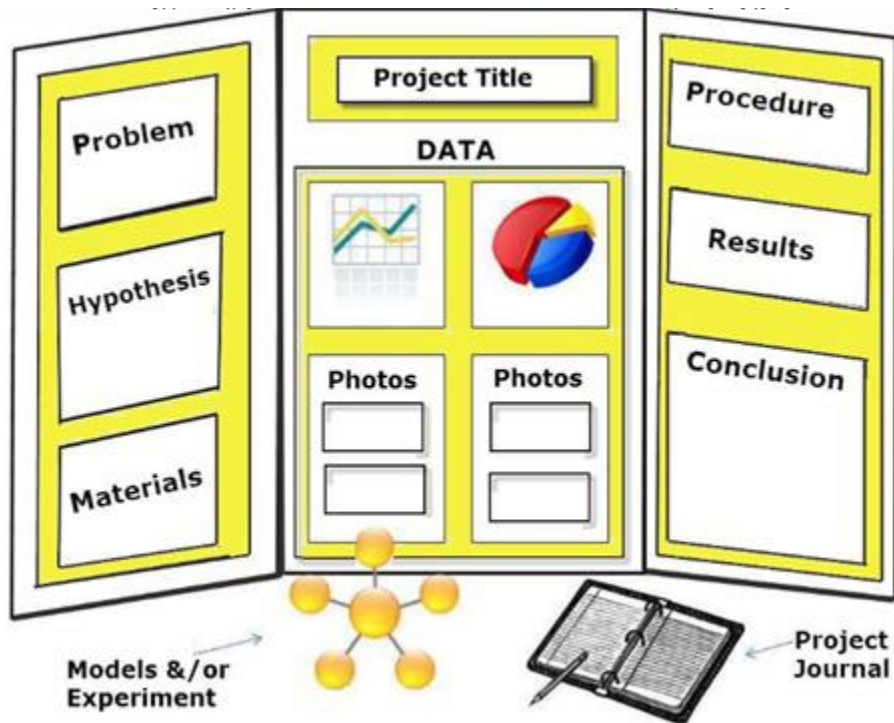 Problem
Hypothesis
Materials
Project Title
DATA
Photos
Photos
Procedure
Results
Conclusion
Models &/or
Experiment
Project
Journal